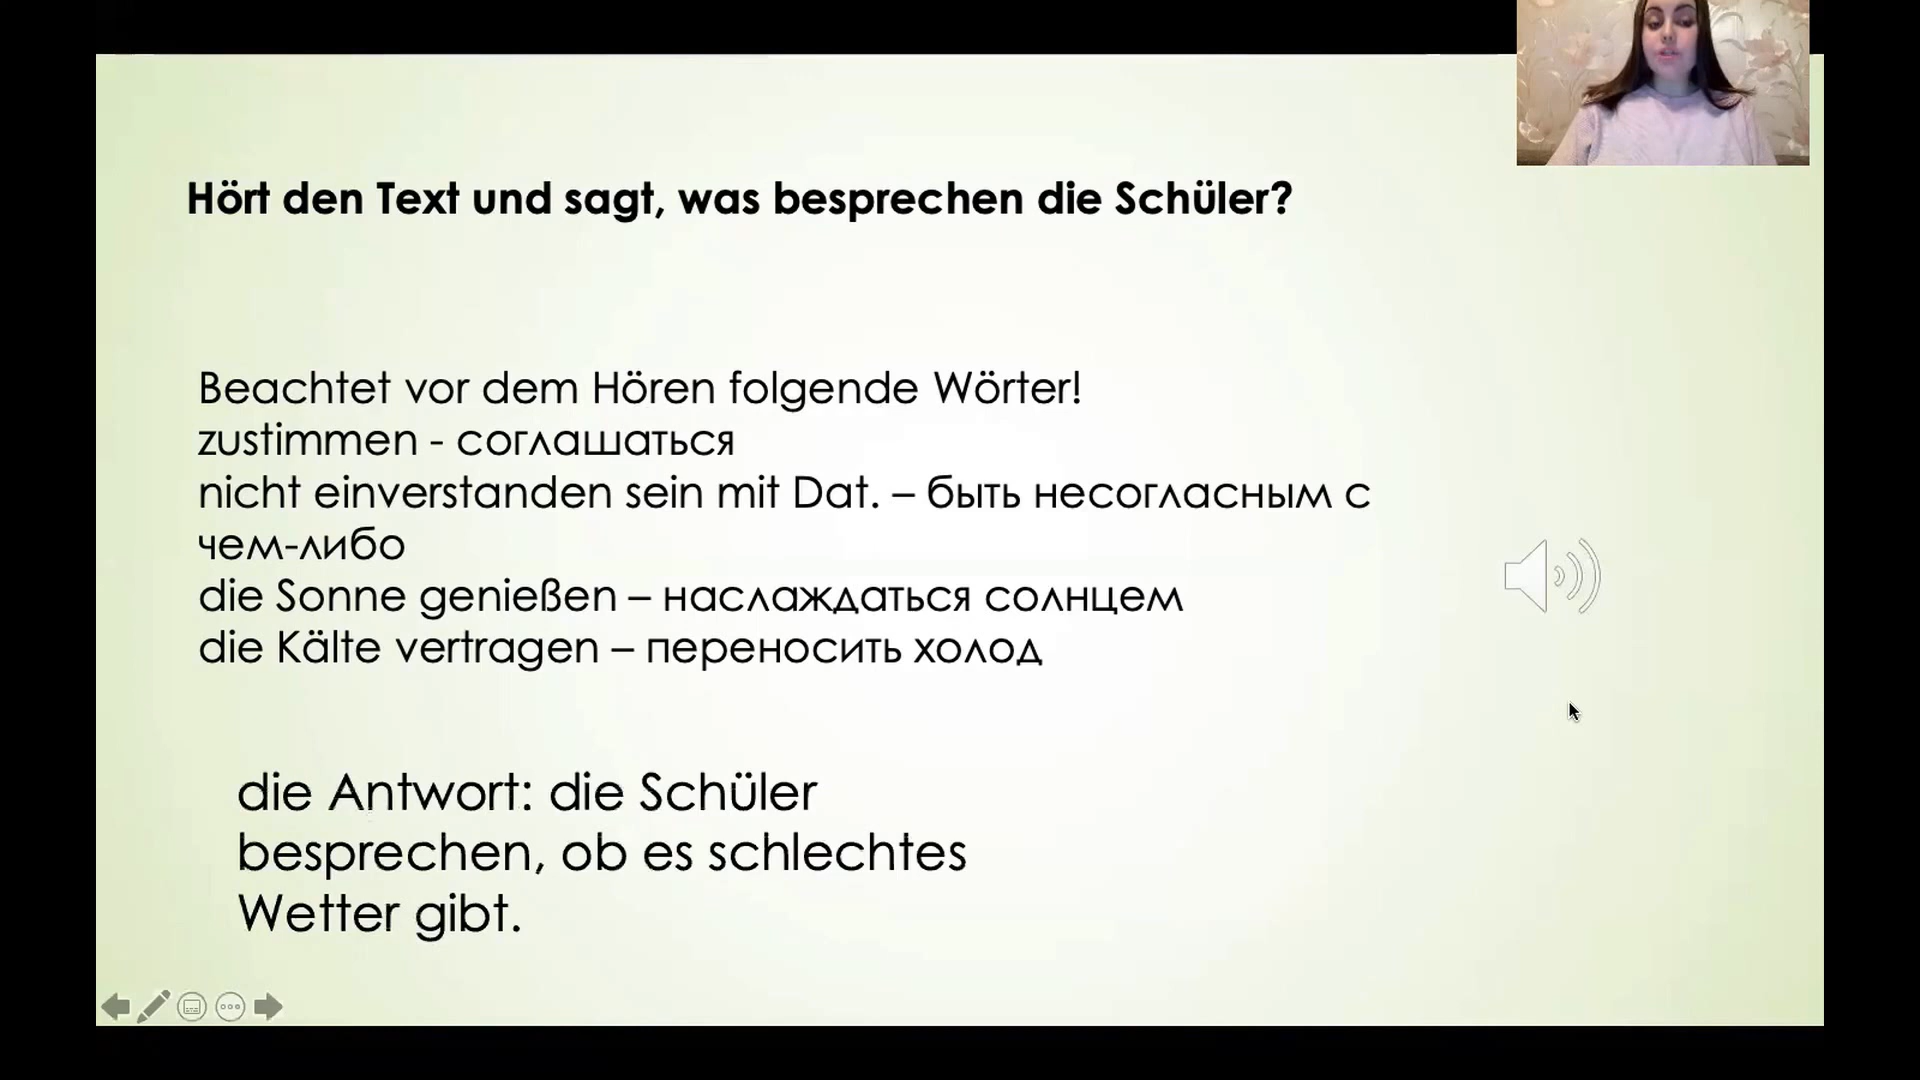 Hört den Text und sagt, was besprechen die Schüler?
Beachtet vor dem Hören folgende Wörter!
zustimmen - соглашаться
nicht einverstanden sein mit Dat. – быть несогласным с
чем-либо
die Sonne genießen – наслаждаться солнцем
die Kälte vertragen – переносить холод
die Antwort: die Schüler
besprechen, ob es schlechtes
Wetter gibt.